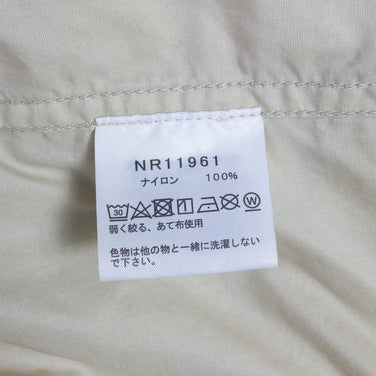 NR11961
ナイロン 100%
30 W
弱く絞る、あて布使用
色物は他の物と一緒に洗濯しない
で下さい。